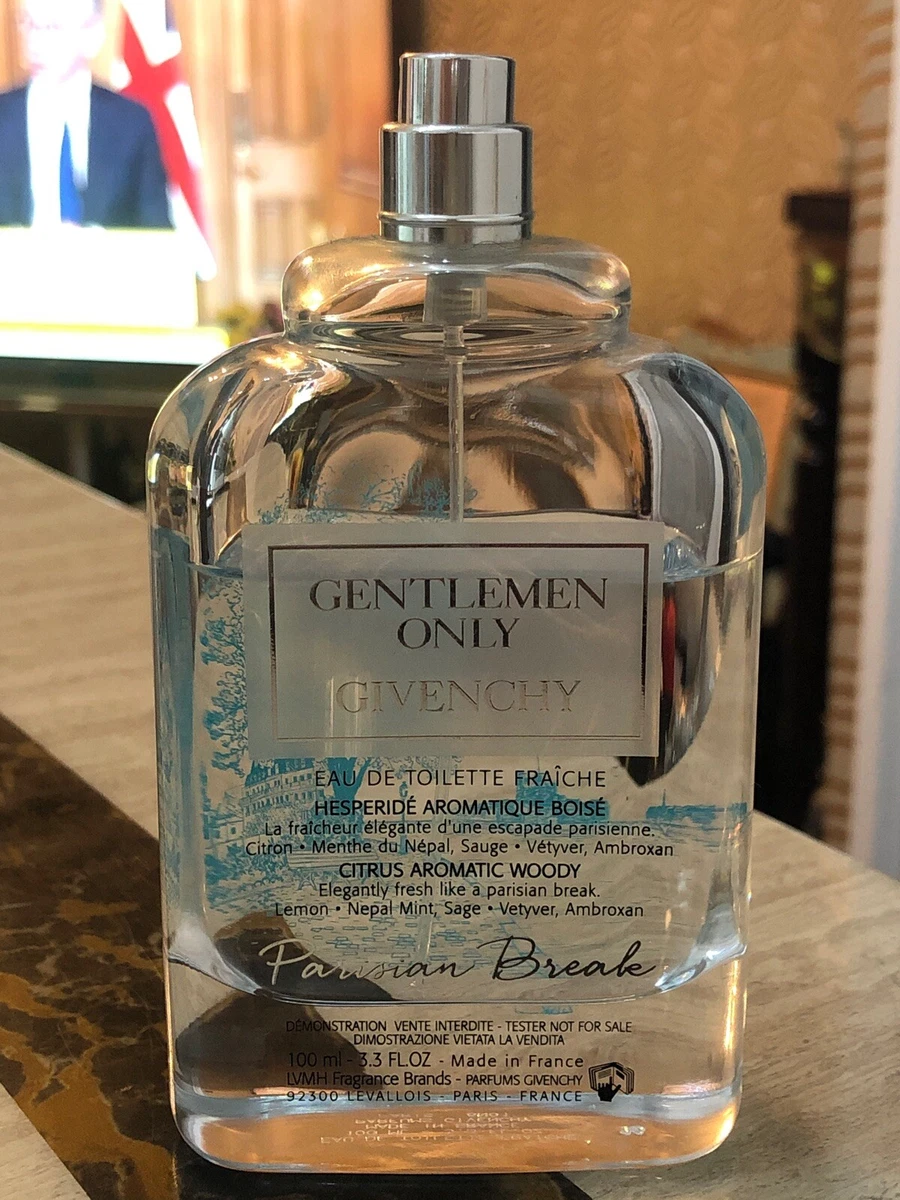 GENTLEMEN
ONLY
GIVENCHY
EAU DE TOILETTE FRAÎCHE
HESPERIDÉ AROMATIQUE BOISÉ
La fraîcheur élégante d'une escapade parisienne.
Citron • Menthe du Népal, Sauge • Vétyver, Ambroxan
CITRUS AROMATIC WOODY
Elegantly fresh like a parisian break.
Lemon • Nepal Mint, Sage • Vetyver, Ambroxan
Parisian Break
DÉMONSTRATION VENTE INTERDITE - TESTER NOT FOR SALE
DIMOSTRAZIONE VIETATA LA VENDITA
100 ml - 3.3 FL.OZ - Made in France
LVMH Fragrance Brands - PARFUMS GIVENCHY
92300 LEVALLOIS - PARIS - FRANCE